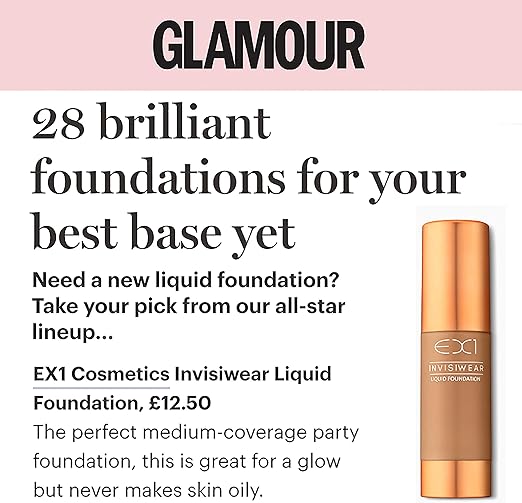 GLAMOUR
28 brilliant
foundations for your
best base yet
Need a new liquid foundation?
Take your pick from our all-star
lineup...
EX1 Cosmetics Invisiwear Liquid
Foundation, £12.50
The perfect medium-coverage party
foundation, this is great for a glow
but never makes skin oily.
EX1
INVISIWEAR
LIQUID FOUNDATION